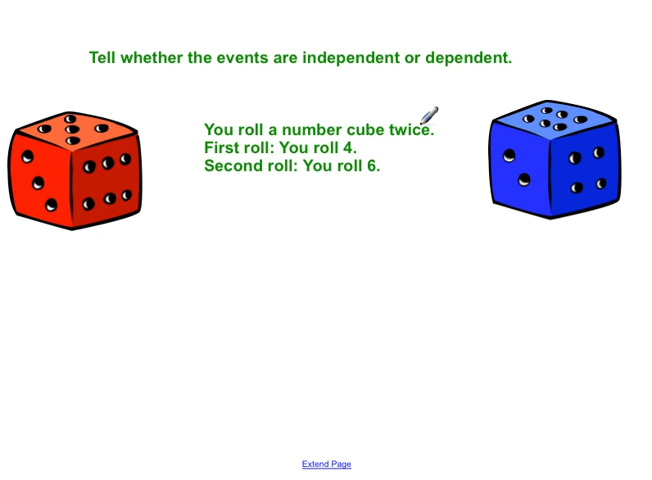 Tell whether the events are independent or dependent.
You roll a number cube twice.
First roll: You roll 4.
Second roll: You roll 6.
Extend Page